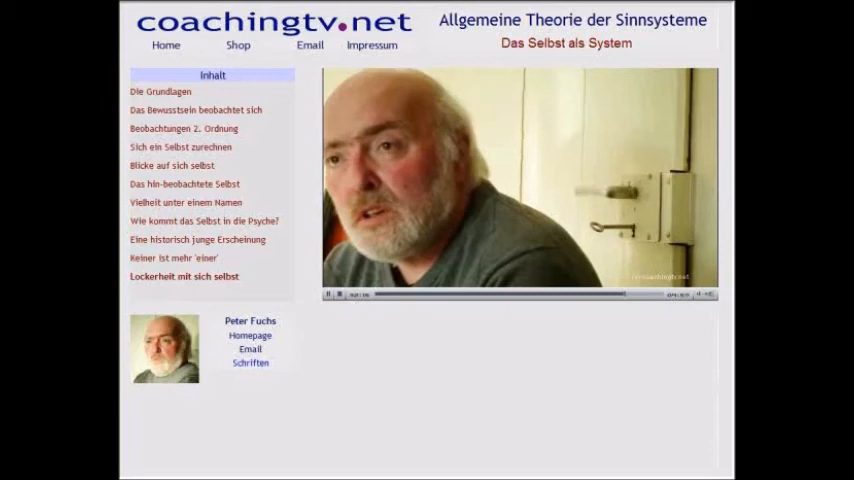 coachingtv.net
Allgemeine Theorie der Sinnsysteme
Das Selbst als System
Home Shop Email Impressum
Inhalt
Die Grundlagen
Das Bewusstsein beobachtet sich
Beobachtungen 2. Ordnung
Sich ein Selbst zurechnen
Blicke auf sich selbst
Das hin-beobachtete Selbst
Vielheit unter einem Namen
Wie kommt das Selbst in die Psyche?
Eine historisch junge Erscheinung
Keiner ist mehr 'einer'
Lockerheit mit sich selbst
Peter Fuchs
Homepage
Email
Schriften